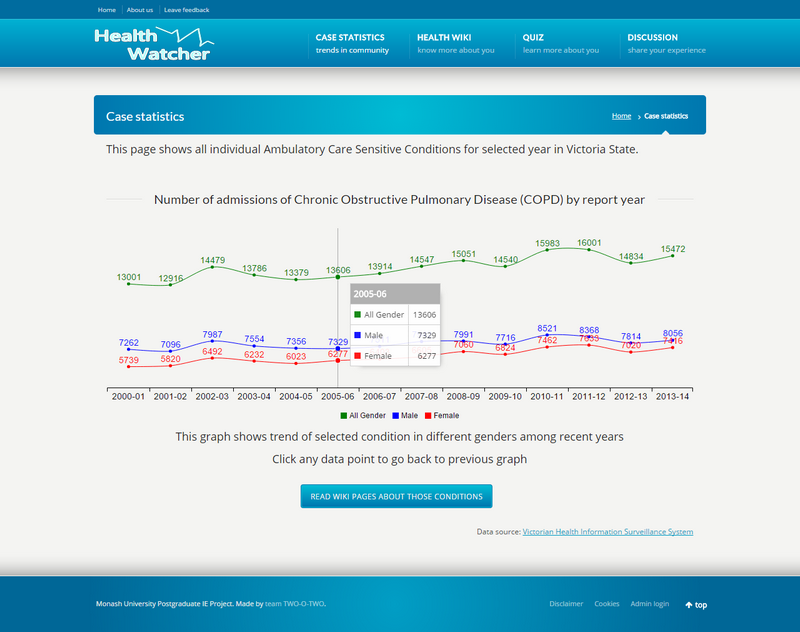 Home About us Leave feedback
Health Watcher
CASE STATISTICS HEALTH WIKI QUIZ DISCUSSION
trends in community know more about you learn more about you share your experience
Case statistics
Home › Case statistics
This page shows all individual Ambulatory Care Sensitive Conditions for selected year in Victoria State.
Number of admissions of Chronic Obstructive Pulmonary Disease (COPD) by report year
13001 12916 14479 13786 13379 13606 13914 14547 15051 14540 15983 16001 14834 15472
2005-06
All Gender 13606
Male 7329
Female 6277
7262 7096 7987 7554 7356 7329 7991 7716 8521 8368 7814 8056
5739 5820 6492 6232 6023 6277 7060 6824 7462 7633 7020 7416
2000-01 2001-02 2002-03 2003-04 2004-05 2005-06 2006-07 2007-08 2008-09 2009-10 2010-11 2011-12 2012-13 2013-14
All Gender Male Female
This graph shows trend of selected condition in different genders among recent years
Click any data point to go back to previous graph
READ WIKI PAGES ABOUT THOSE CONDITIONS
Data source: Victorian Health Information Surveillance System
Monash University Postgraduate IE Project. Made by team TWO-O-TWO.
Disclaimer Cookies Admin login top